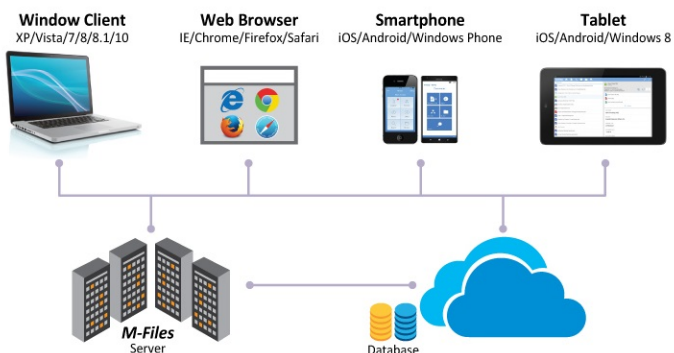 Window Client
XP/Vista/7/8/8.1/10
Web Browser
IE/Chrome/Firefox/Safari
Smartphone
iOS/Android/Windows Phone
Tablet
iOS/Android/Windows 8
M-Files
Server
Database